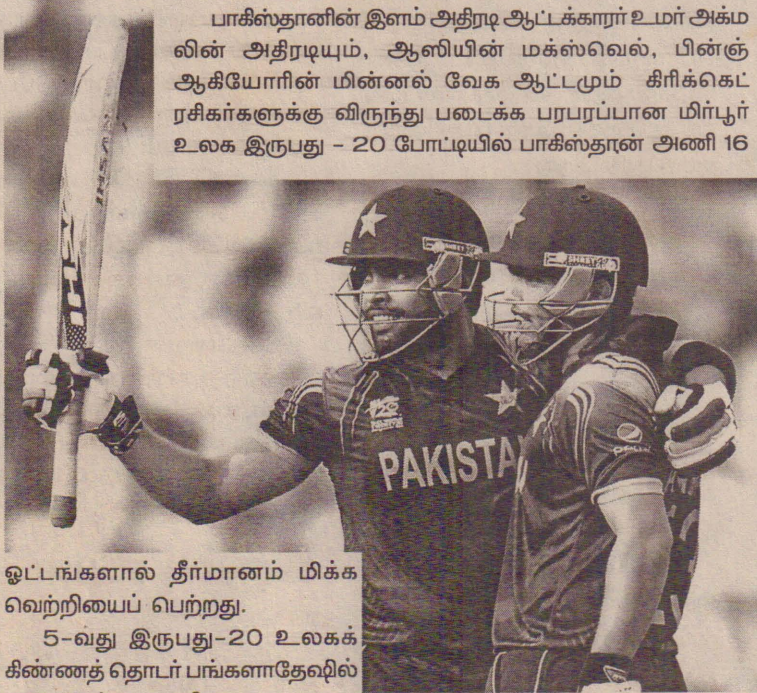 பாகிஸ்தானின் இளம் அதிரடி ஆட்டக்காரர் உமர் அக்ம
லின் அதிரடியும், ஆஸியின் மக்ஸ்வெல், பின்ஞ்
ஆகியோரின் மின்னல் வேக ஆட்டமும் கிரிக்கெட்
ரசிகர்களுக்கு விருந்து படைக்க பரபரப்பான மிர்பூர்
உலக இருபது – 20 போட்டியில் பாகிஸ்தான் அணி 16
PAKISTA
ஓட்டங்களால் தீர்மானம் மிக்க
வெற்றியைப் பெற்றது.
5-வது இருபது-20 உலகக்
கிண்ணத் தொடர் பங்களாதேஷில்